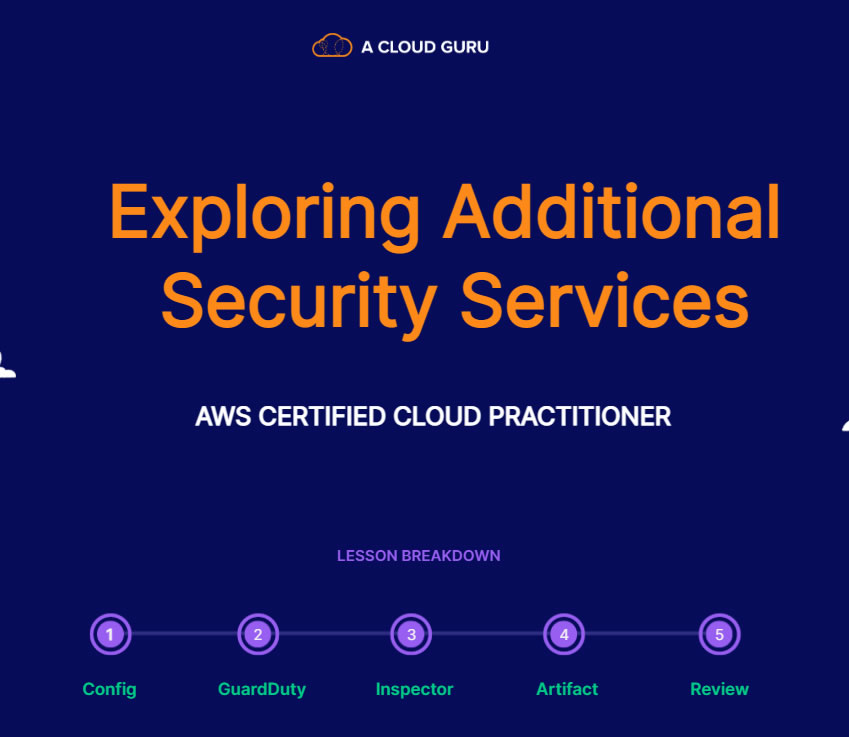 A CLOUD GURU
Exploring Additional
Security Services
AWS CERTIFIED CLOUD PRACTITIONER
LESSON BREAKDOWN
1 2 3 4 5
Config GuardDuty Inspector Artifact Review